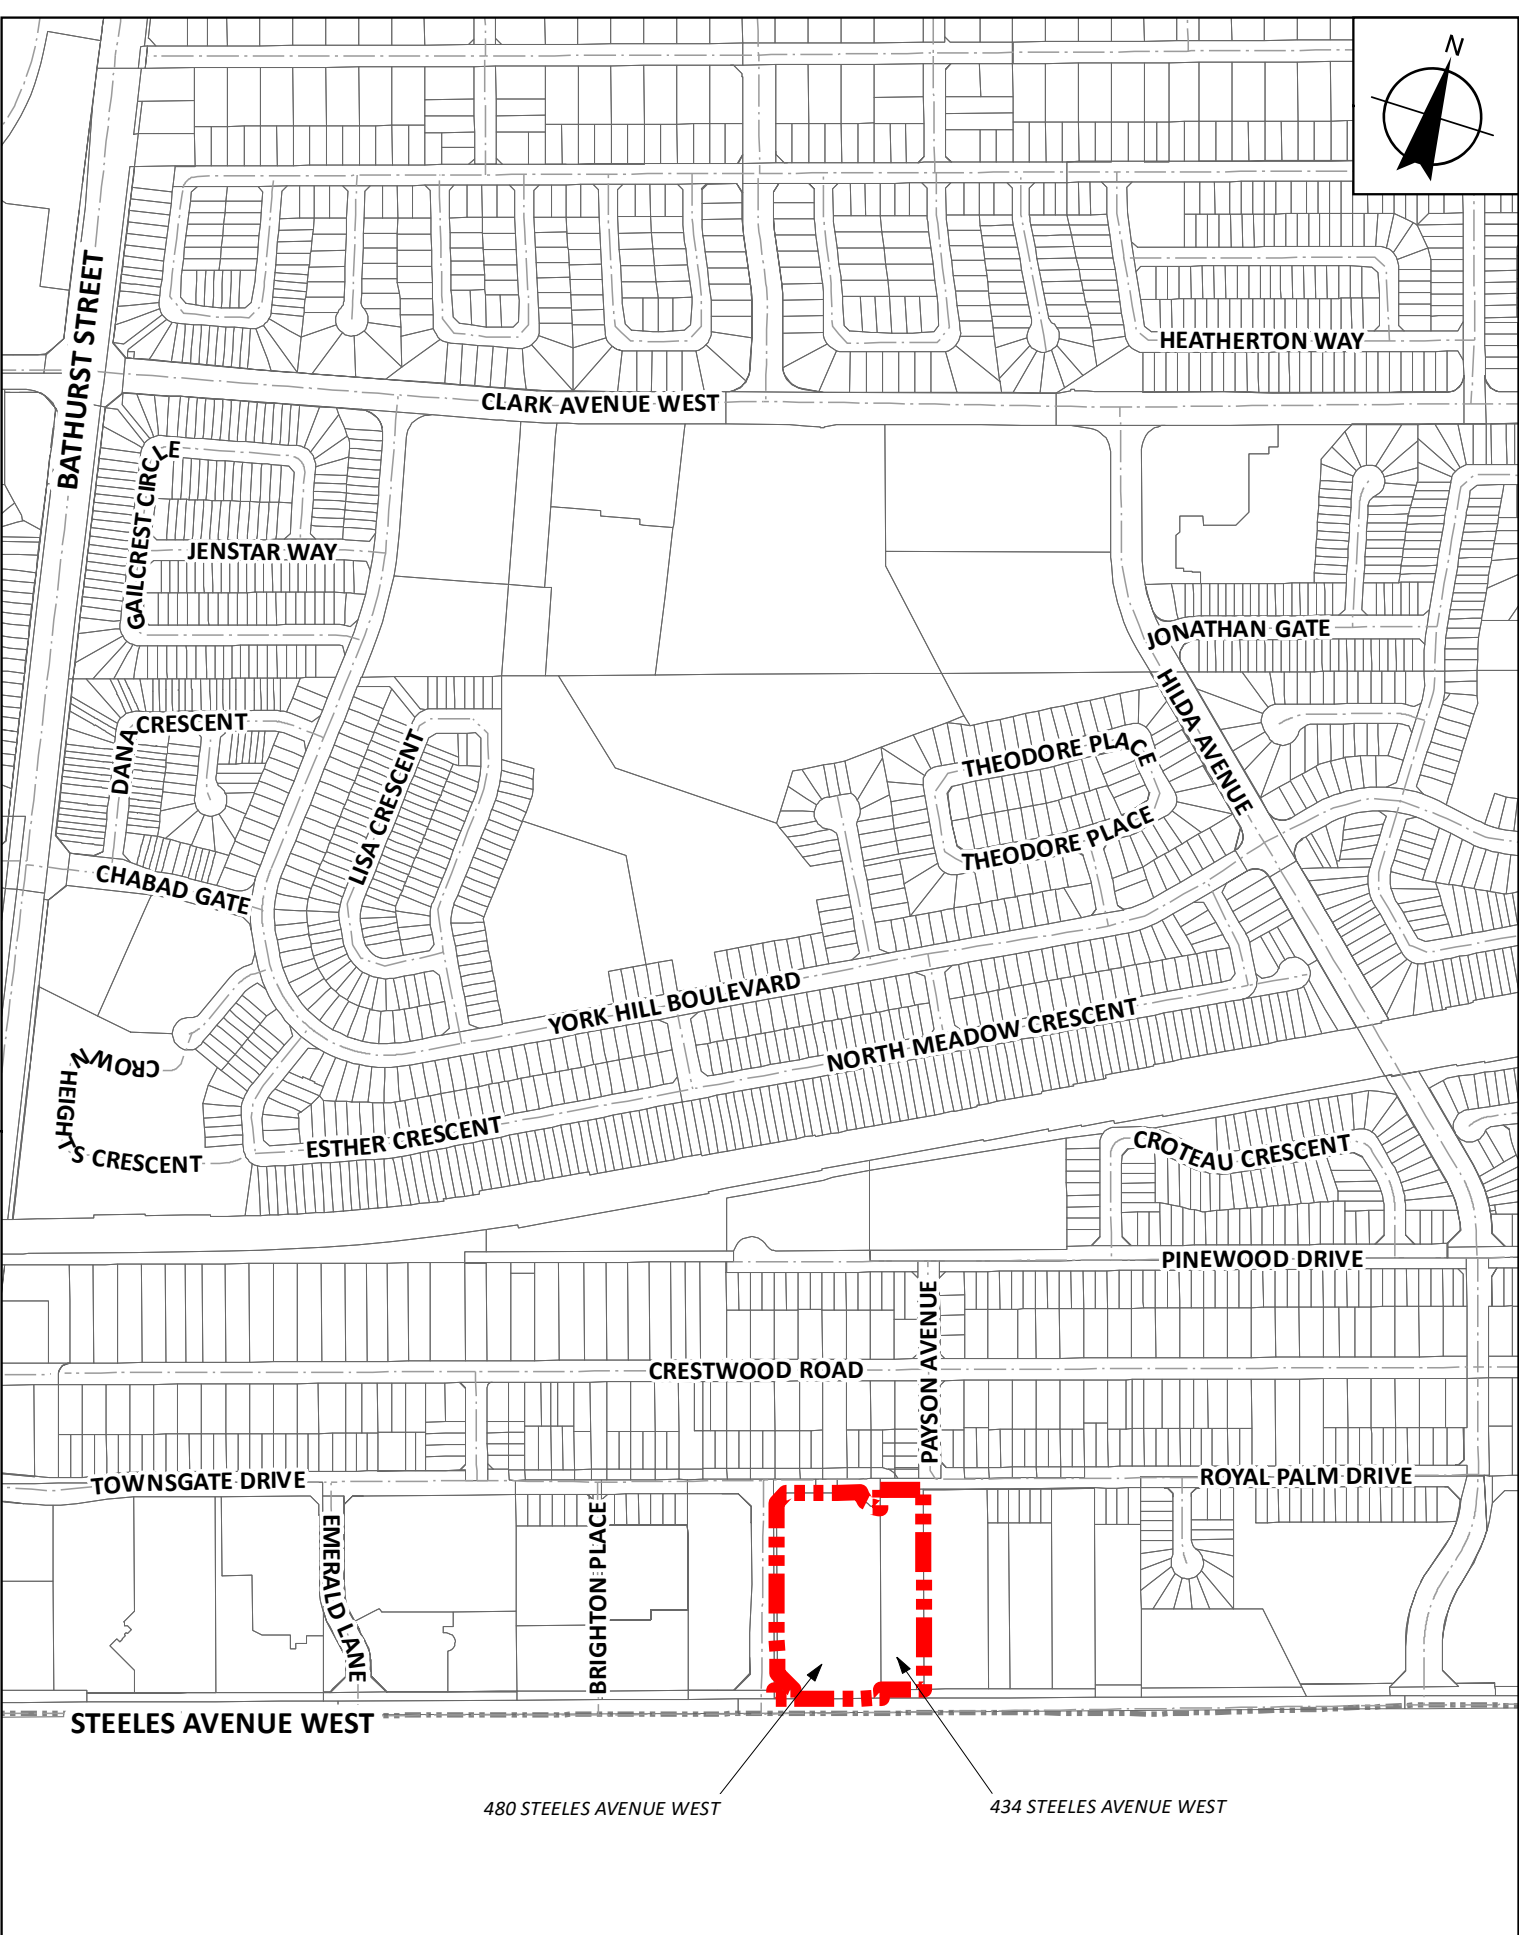 N
BATHURST STREET
HEATHERTON WAY
CLARK AVENUE WEST
GAILCREST CIRCLE
JENSTAR WAY
JONATHAN GATE
HILDA AVENUE
DANA CRESCENT
LISA CRESCENT
THEODORE PLACE
THEODORE PLACE
CHABAD GATE
YORK HILL BOULEVARD
NORTH MEADOW CRESCENT
CROWN HEIGHTS CRESCENT
ESTHER CRESCENT
CROTEAU CRESCENT
PINEWOOD DRIVE
PAYSON AVENUE
CRESTWOOD ROAD
TOWNSGATE DRIVE
ROYAL PALM DRIVE
EMERALD LANE
BRIGHTON PLACE
STEELES AVENUE WEST
480 STEELES AVENUE WEST
434 STEELES AVENUE WEST